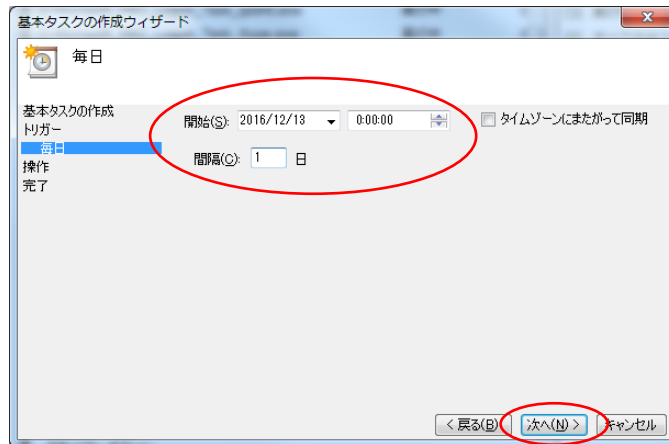 基本タスクの作成ウィザード
毎日
基本タスクの作成
トリガー
毎日
操作
完了
開始(S): 2016/12/13 0:00:00 タイムゾーンにまたがって同期
間隔(C): 1 日
< 戻る(B) 次へ(N) > キャンセル